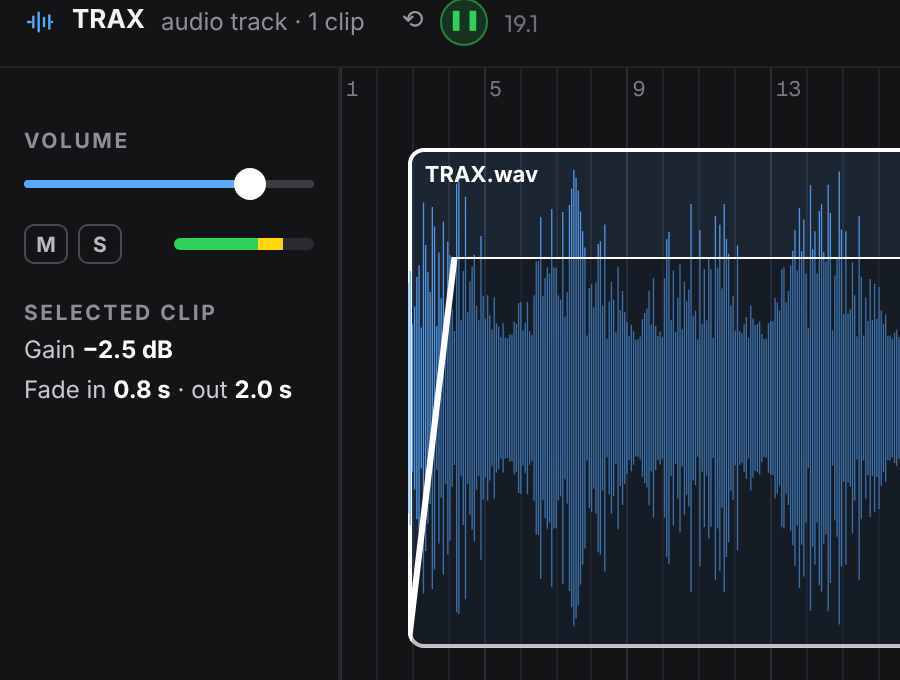 TRAX audio track · 1 clip 19.1
1 5 9 13
VOLUME
TRAX.wav
M S
SELECTED CLIP
Gain −2.5 dB
Fade in 0.8 s · out 2.0 s